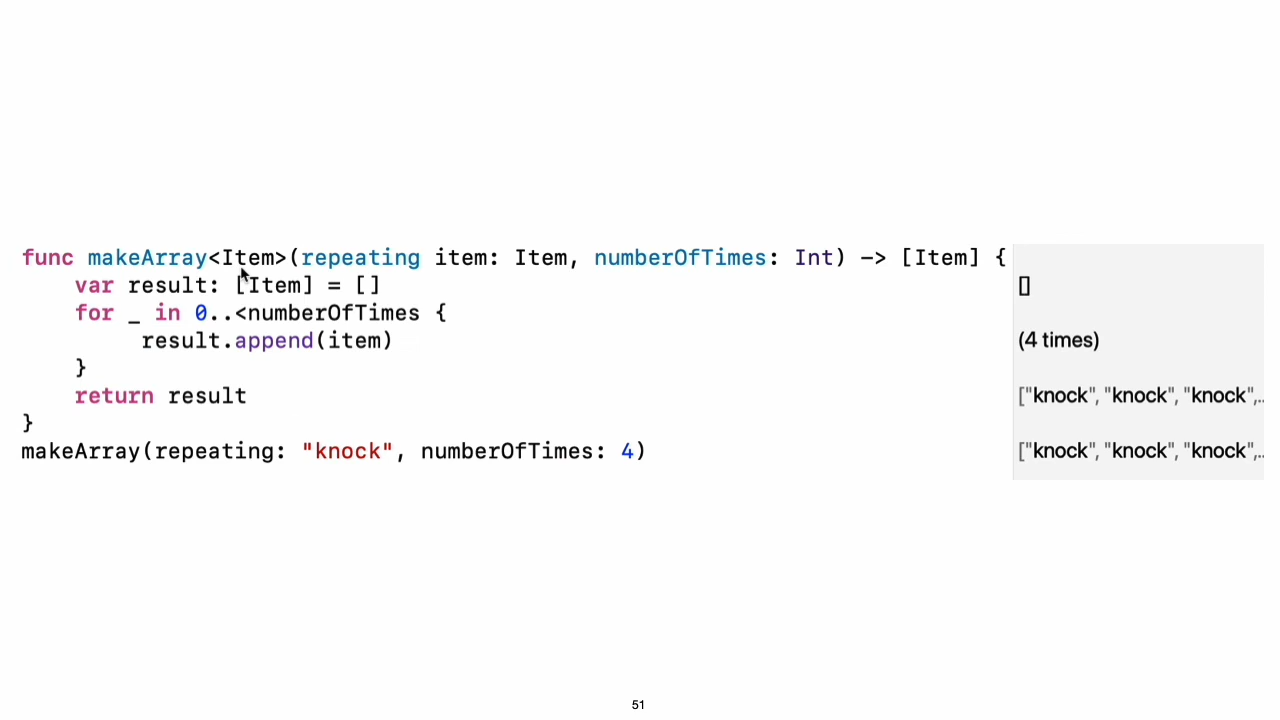 func makeArray<Item>(repeating item: Item, numberOfTimes: Int) -> [Item] {
var result: [Item] = []
[]
for _ in 0..<numberOfTimes {
result.append(item)
(4 times)
}
return result
["knock", "knock", "knock",..
}
makeArray(repeating: "knock", numberOfTimes: 4)
["knock", "knock", "knock",..
51